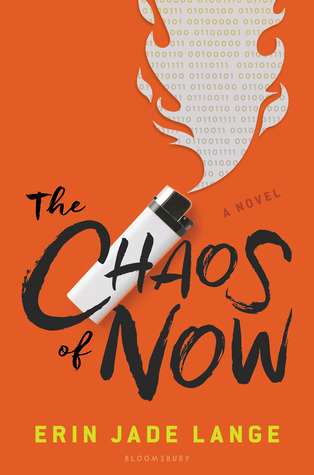 A NOVEL
The
CHAOS
of NOW
ERIN JADE LANGE
BLOOMSBURY